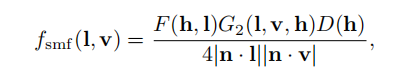 f_smf(l, v) = F(h, l)G_2(l, v, h)D(h) / 4|n · l||n · v|,